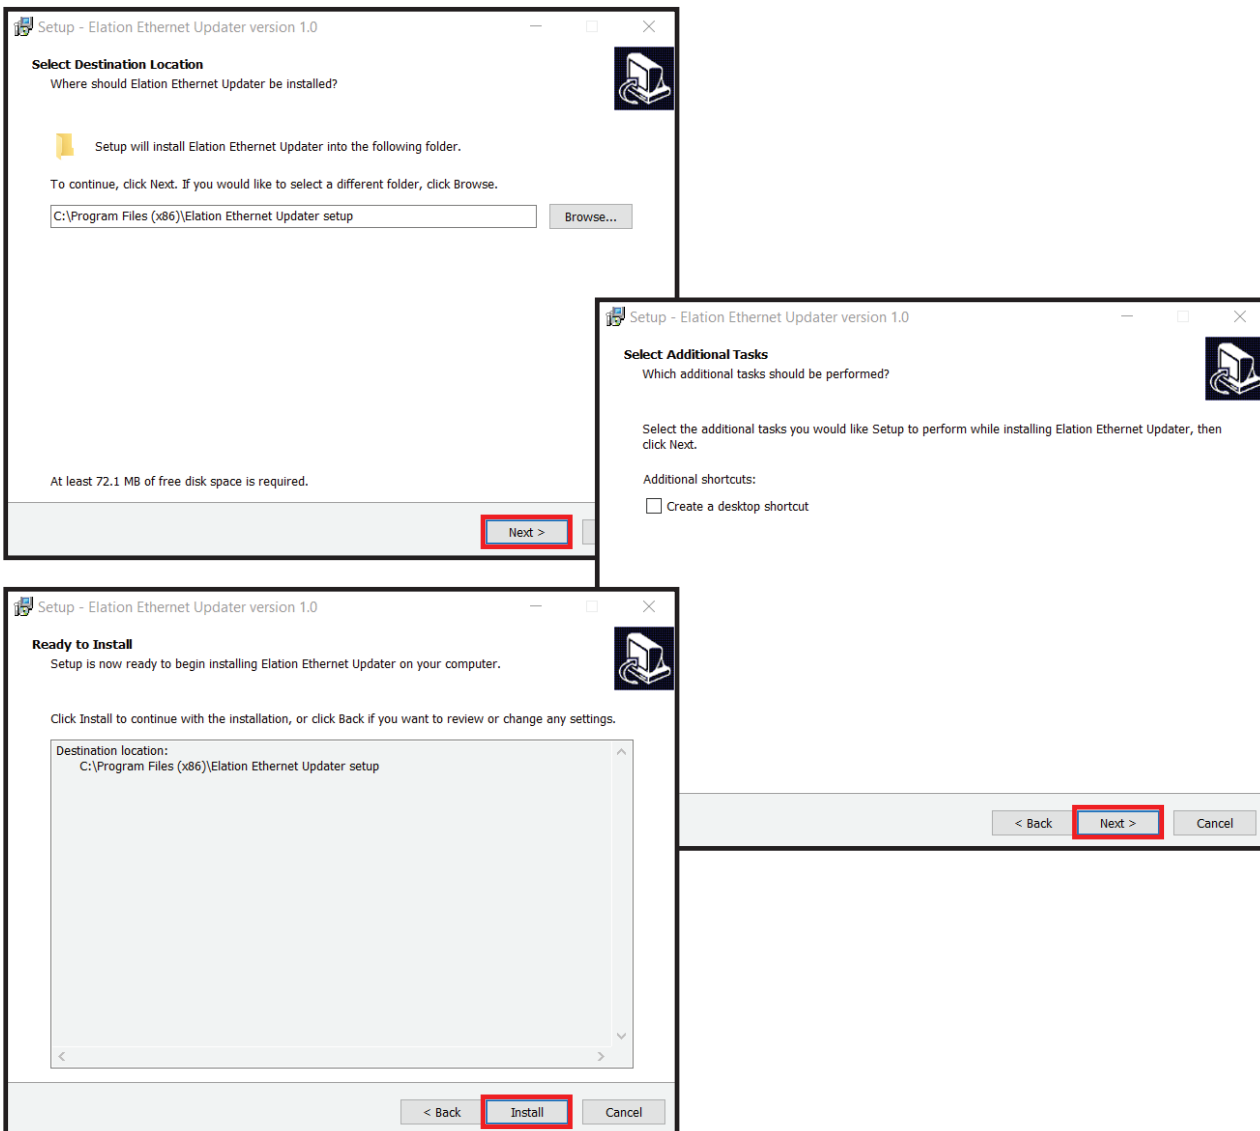 Setup - Elation Ethernet Updater version 1.0
Select Destination Location
Where should Elation Ethernet Updater be installed?
Setup will install Elation Ethernet Updater into the following folder.
To continue, click Next. If you would like to select a different folder, click Browse.
C:\Program Files (x86)\Elation Ethernet Updater setup
Browse...
At least 72.1 MB of free disk space is required.
Next >
Setup - Elation Ethernet Updater version 1.0
Select Additional Tasks
Which additional tasks should be performed?
Select the additional tasks you would like Setup to perform while installing Elation Ethernet Updater, then
click Next.
Additional shortcuts:
Create a desktop shortcut
< Back
Next >
Cancel
Setup - Elation Ethernet Updater version 1.0
Ready to Install
Setup is now ready to begin installing Elation Ethernet Updater on your computer.
Click Install to continue with the installation, or click Back if you want to review or change any settings.
Destination location:
C:\Program Files (x86)\Elation Ethernet Updater setup
< Back
Install
Cancel